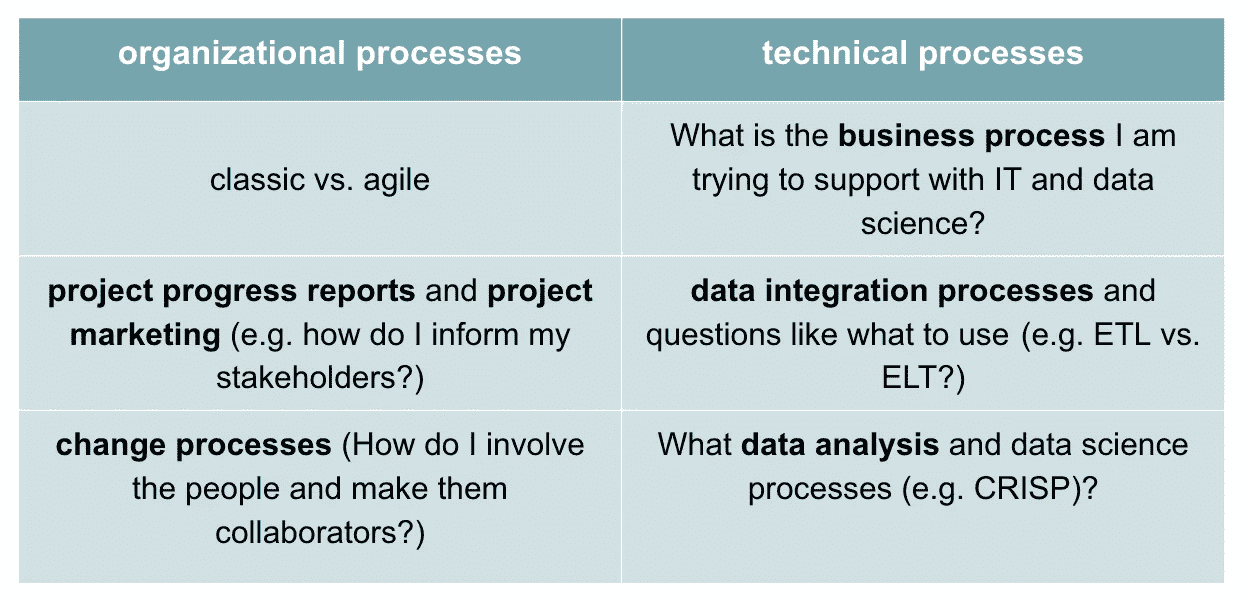 organizational processes
technical processes
classic vs. agile
What is the business process I am
trying to support with IT and data
science?
project progress reports and project
marketing (e.g. how do I inform my
stakeholders?)
data integration processes and
questions like what to use (e.g. ETL vs.
ELT?)
change processes (How do I involve
the people and make them
collaborators?)
What data analysis and data science
processes (e.g. CRISP)?